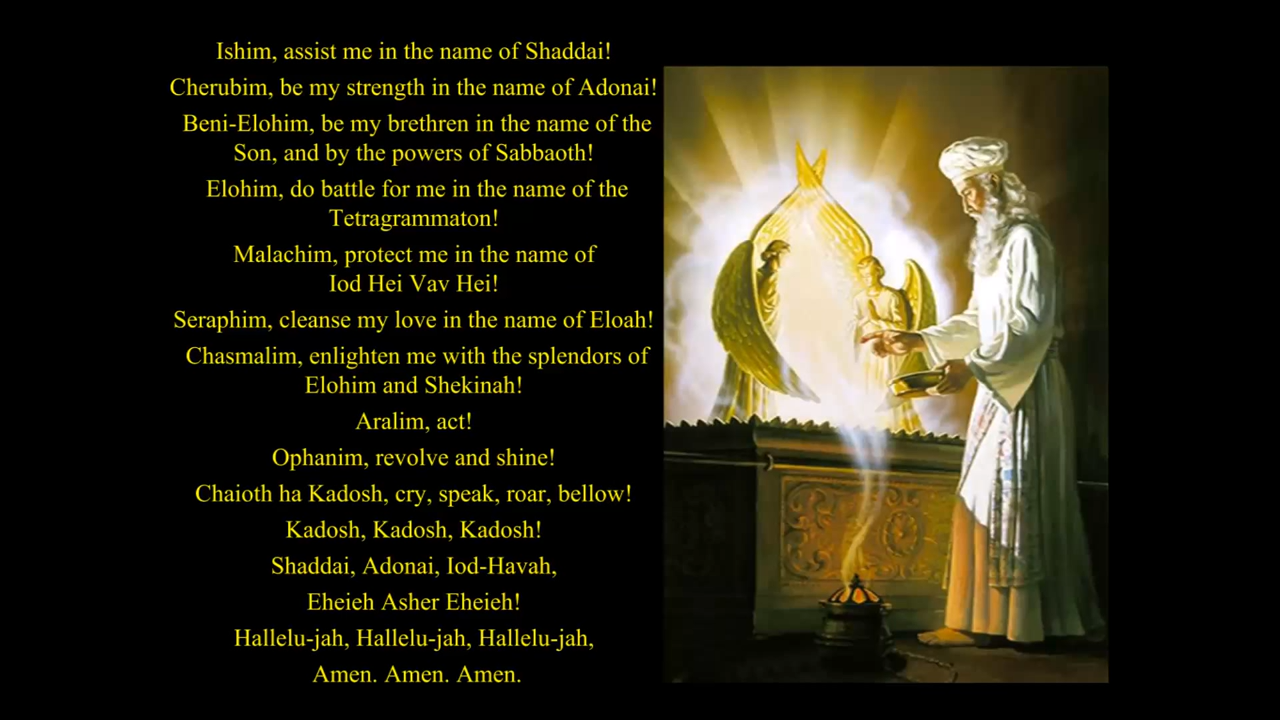 Ishim, assist me in the name of Shaddai!
Cherubim, be my strength in the name of Adonai!
Beni-Elohim, be my brethren in the name of the
Son, and by the powers of Sabbaoth!
Elohim, do battle for me in the name of the
Tetragrammaton!
Malachim, protect me in the name of
Iod Hei Vav Hei!
Seraphim, cleanse my love in the name of Eloah!
Chasmalim, enlighten me with the splendors of
Elohim and Shekinah!
Aralim, act!
Ophanim, revolve and shine!
Chaioth ha Kadosh, cry, speak, roar, bellow!
Kadosh, Kadosh, Kadosh!
Shaddai, Adonai, Iod-Havah,
Eheieh Asher Eheieh!
Hallelu-jah, Hallelu-jah, Hallelu-jah,
Amen. Amen. Amen.